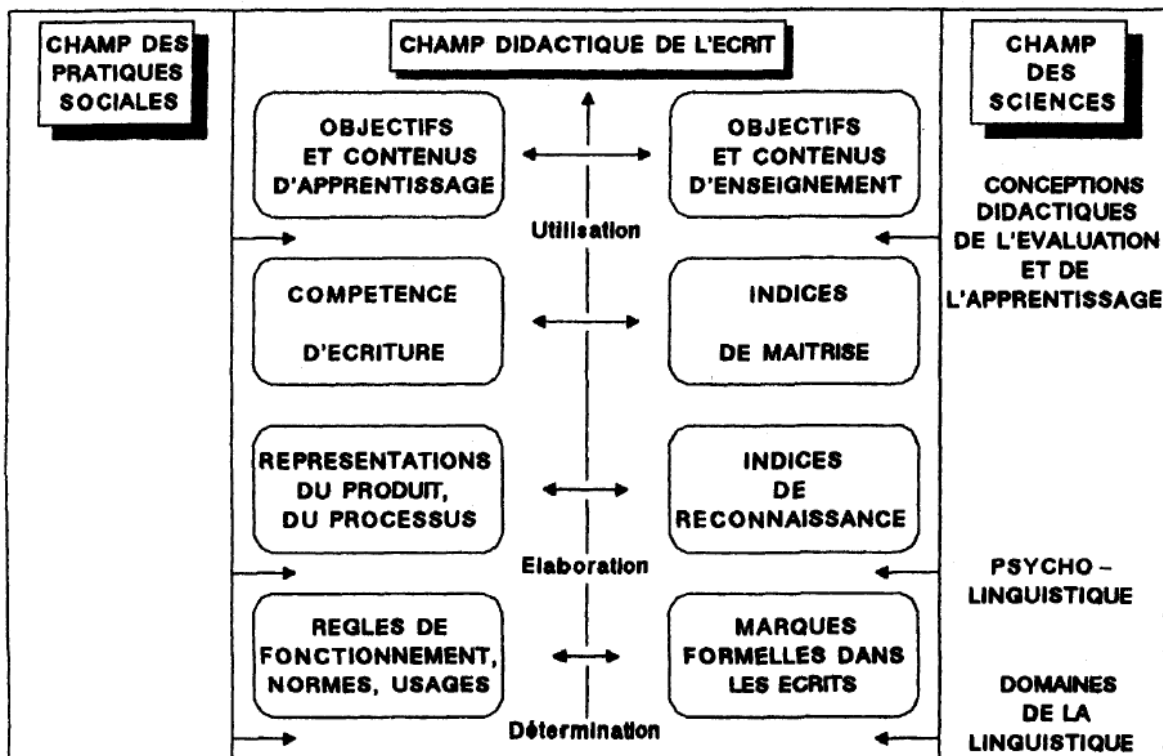 CHAMP DES
PRATIQUES
SOCIALES
CHAMP DIDACTIQUE DE L'ECRIT
CHAMP
DES
SCIENCES
OBJECTIFS
ET CONTENUS
D'APPRENTISSAGE
OBJECTIFS
ET CONTENUS
D'ENSEIGNEMENT
CONCEPTIONS
DIDACTIQUES
DE L'EVALUATION
ET DE
L'APPRENTISSAGE
Utilisation
COMPETENCE
D'ECRITURE
INDICES
DE MAITRISE
REPRESENTATIONS
DU PRODUIT,
DU PROCESSUS
INDICES
DE
RECONNAISSANCE
Elaboration
PSYCHO –
LINGUISTIQUE
REGLES DE
FONCTIONNEMENT,
NORMES, USAGES
MARQUES
FORMELLES DANS
LES ECRITS
DOMAINES
DE LA
LINGUISTIQUE
Détermination